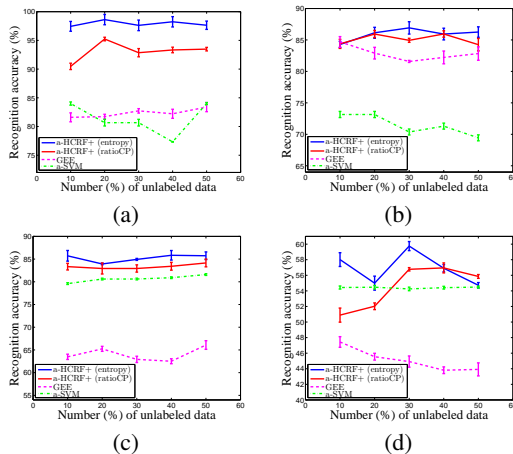 Recognition accuracy (%)
100
95
90
85
80
75
a-HCRF+ (entropy)
a-HCRF+ (ratioCP)
GEE
a-SVM
0 10 20 30 40 50 60
Number (%) of unlabeled data
(a)
Recognition accuracy (%)
90
85
80
75
70
65
a-HCRF+ (entropy)
a-HCRF+ (ratioCP)
GEE
a-SVM
0 10 20 30 40 50 60
Number (%) of unlabeled data
(b)
Recognition accuracy (%)
90
85
80
75
70
65
60
55
a-HCRF+ (entropy)
a-HCRF+ (ratioCP)
GEE
a-SVM
0 10 20 30 40 50 60
Number (%) of unlabeled data
(c)
Recognition accuracy (%)
60
58
56
54
52
50
48
46
44
42
40
a-HCRF+ (entropy)
a-HCRF+ (ratioCP)
GEE
a-SVM
0 10 20 30 40 50 60
Number (%) of unlabeled data
(d)